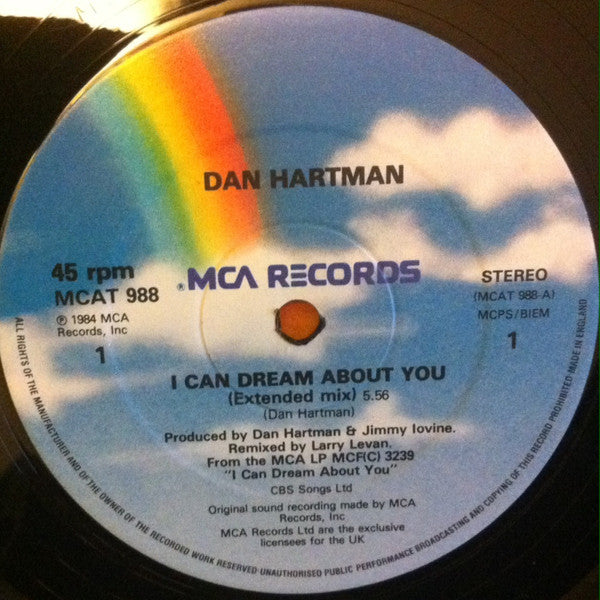 DAN HARTMAN
® MCA RECORDS
45 rpm
MCAT 988
℗ 1984 MCA
Records, Inc
1
STEREO
(MCAT 988-A)
MCPS/BIEM
1
I CAN DREAM ABOUT YOU
(Extended mix) 5.56
(Dan Hartman)
Produced by Dan Hartman & Jimmy Iovine.
Remixed by Larry Levan.
From the MCA LP MCF(C) 3239
"I Can Dream About You"
CBS Songs Ltd
Original sound recording made by MCA
Records, Inc
MCA Records Ltd are the exclusive
licensees for the UK
ALL RIGHTS OF THE MANUFACTURER AND OF THE OWNER OF THE RECORDED WORK RESERVED·UNAUTHORISED PUBLIC PERFORMANCE BROADCASTING AND COPYING OF THIS RECORD PROHIBITED·MADE IN ENGLAND